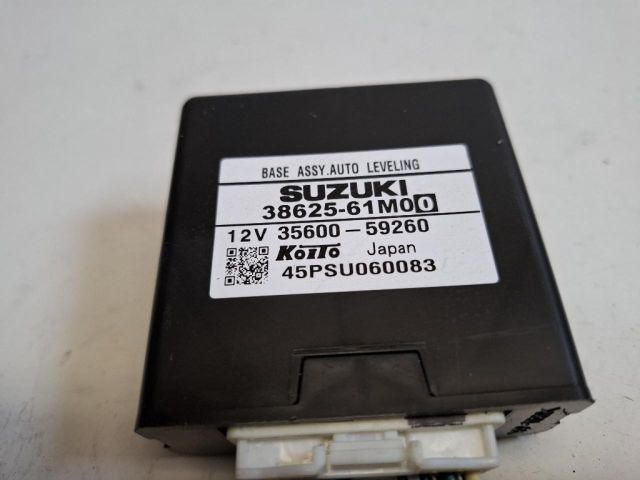 BASE ASSY.AUTO LEVELING
SUZUKI
38625-61M00
12V 35600-59260
KOITO Japan
45PSU060083